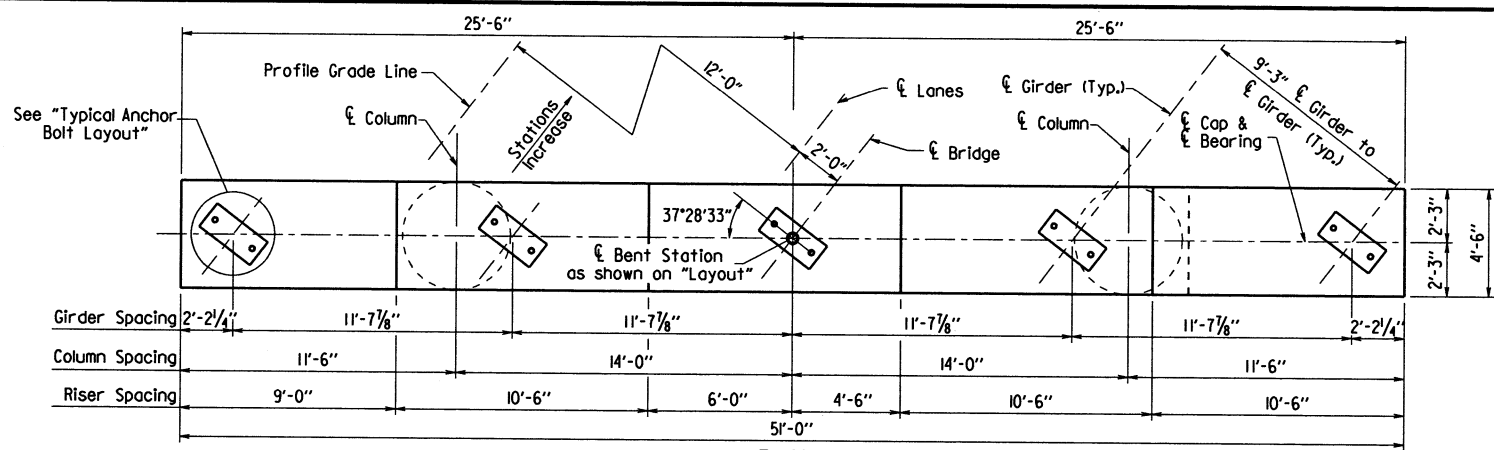 25'-6"
25'-6"
Profile Grade Line
℄ Column
Stations
Increase
12'-0"
2'-0"
℄ Lanes
℄ Bridge
℄ Girder (Typ.)
℄ Column
9'-3" ℄ Girder to
℄ Girder (Typ.)
℄ Cap &
℄ Bearing
See "Typical Anchor
Bolt Layout"
37°28'33"
℄ Bent Station
as shown on "Layout"
2'-3"
2'-3"
4'-6"
Girder Spacing 2'-2¼" 11'-7⅞" 11'-7⅞" 11'-7⅞" 11'-7⅞" 2'-2¼"
Column Spacing 11'-6" 14'-0" 14'-0" 11'-6"
Riser Spacing 9'-0" 10'-6" 6'-0" 4'-6" 10'-6" 10'-6"
51'-0"